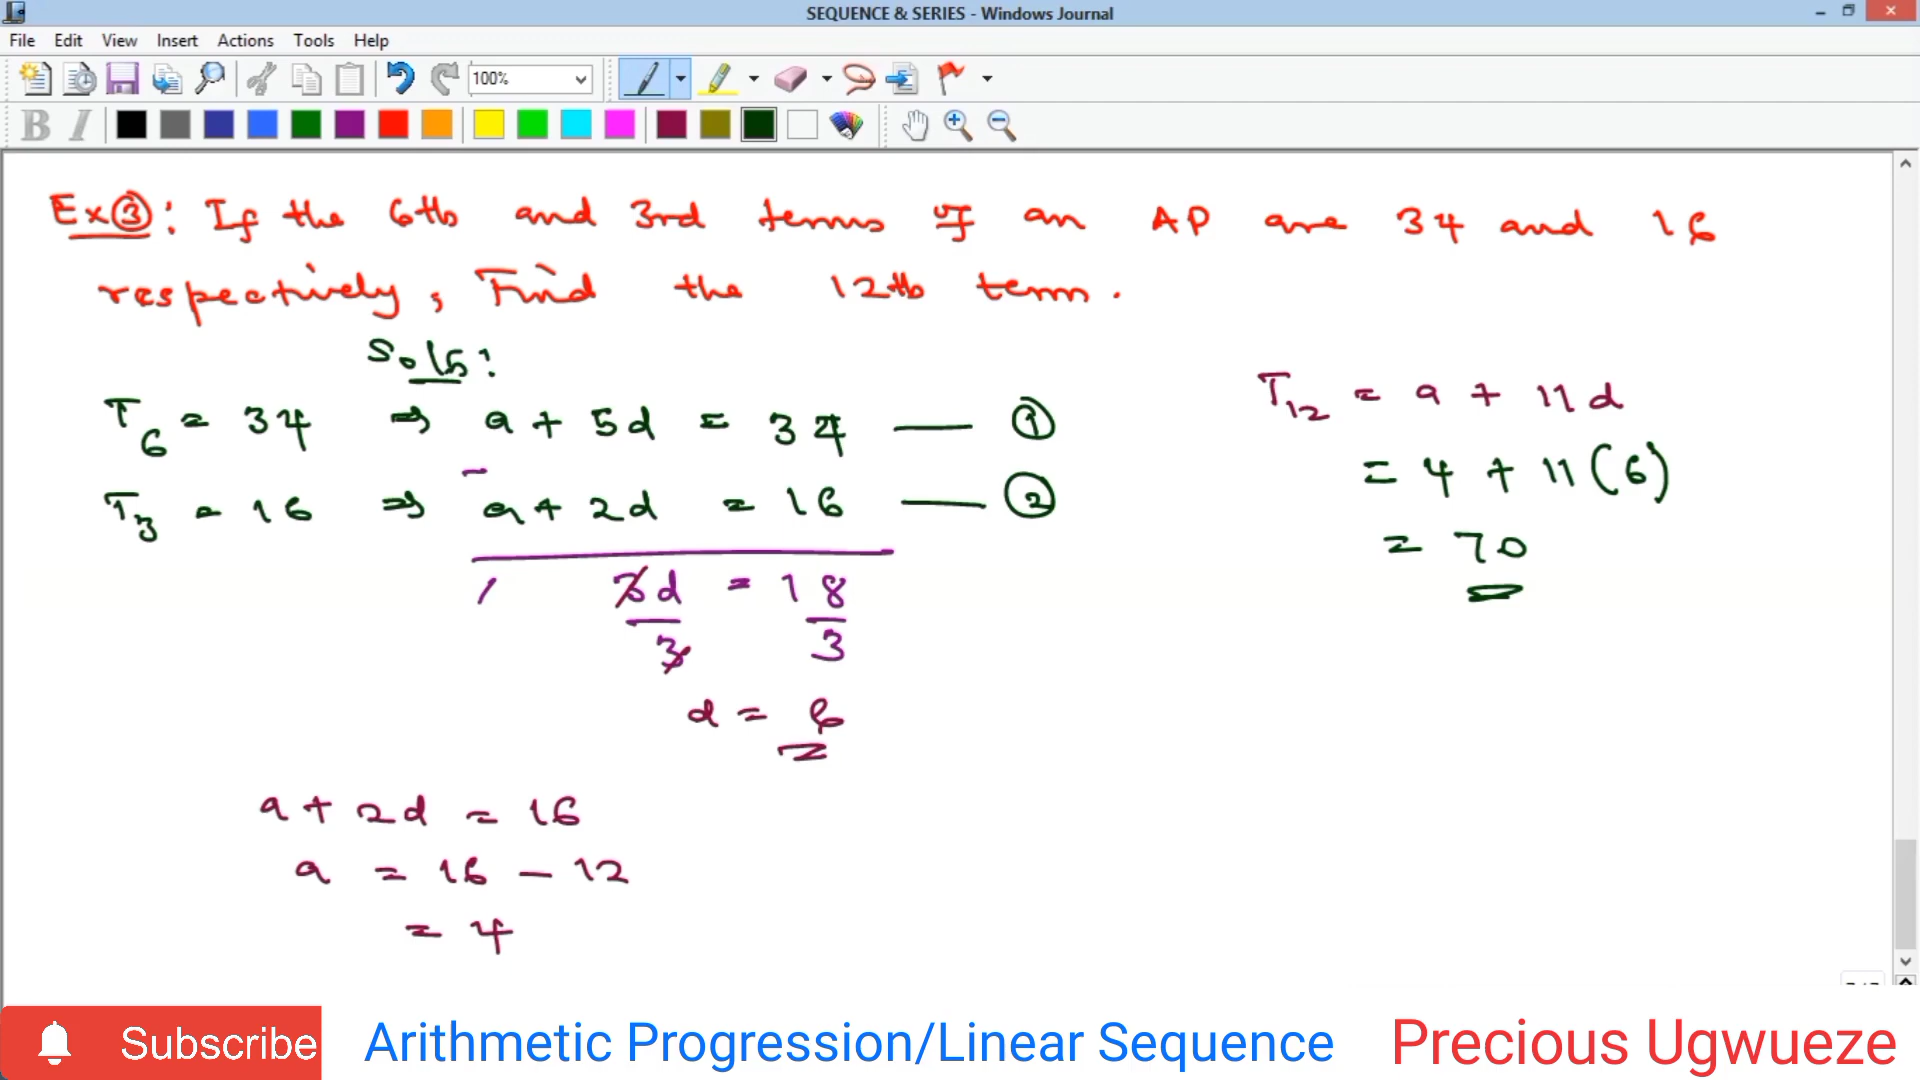 SEQUENCE & SERIES - Windows Journal
File Edit View Insert Actions Tools Help
100%
B I
Ex③: If the 6th and 3rd terms of an AP are 34 and 16
respectively, Find the 12th term.
Soln:
T₆ = 34 ⇒ a + 5d = 34 — ①
-
T₃ = 16 ⇒ a + 2d = 16 — ②
/ 3d = 18
3 3
d = 6
a + 2d = 16
a = 16 - 12
= 4
T₁₂ = a + 11d
= 4 + 11(6)
= 70
Subscribe
Arithmetic Progression/Linear Sequence
Precious Ugwueze